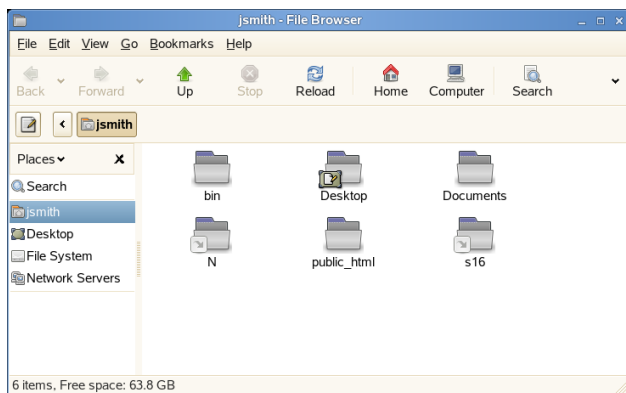 jsmith - File Browser
File Edit View Go Bookmarks Help
Back Forward Up Stop Reload Home Computer Search
jsmith
Places
Search
jsmith
Desktop
File System
Network Servers
bin Desktop Documents
N public_html s16
6 items, Free space: 63.8 GB